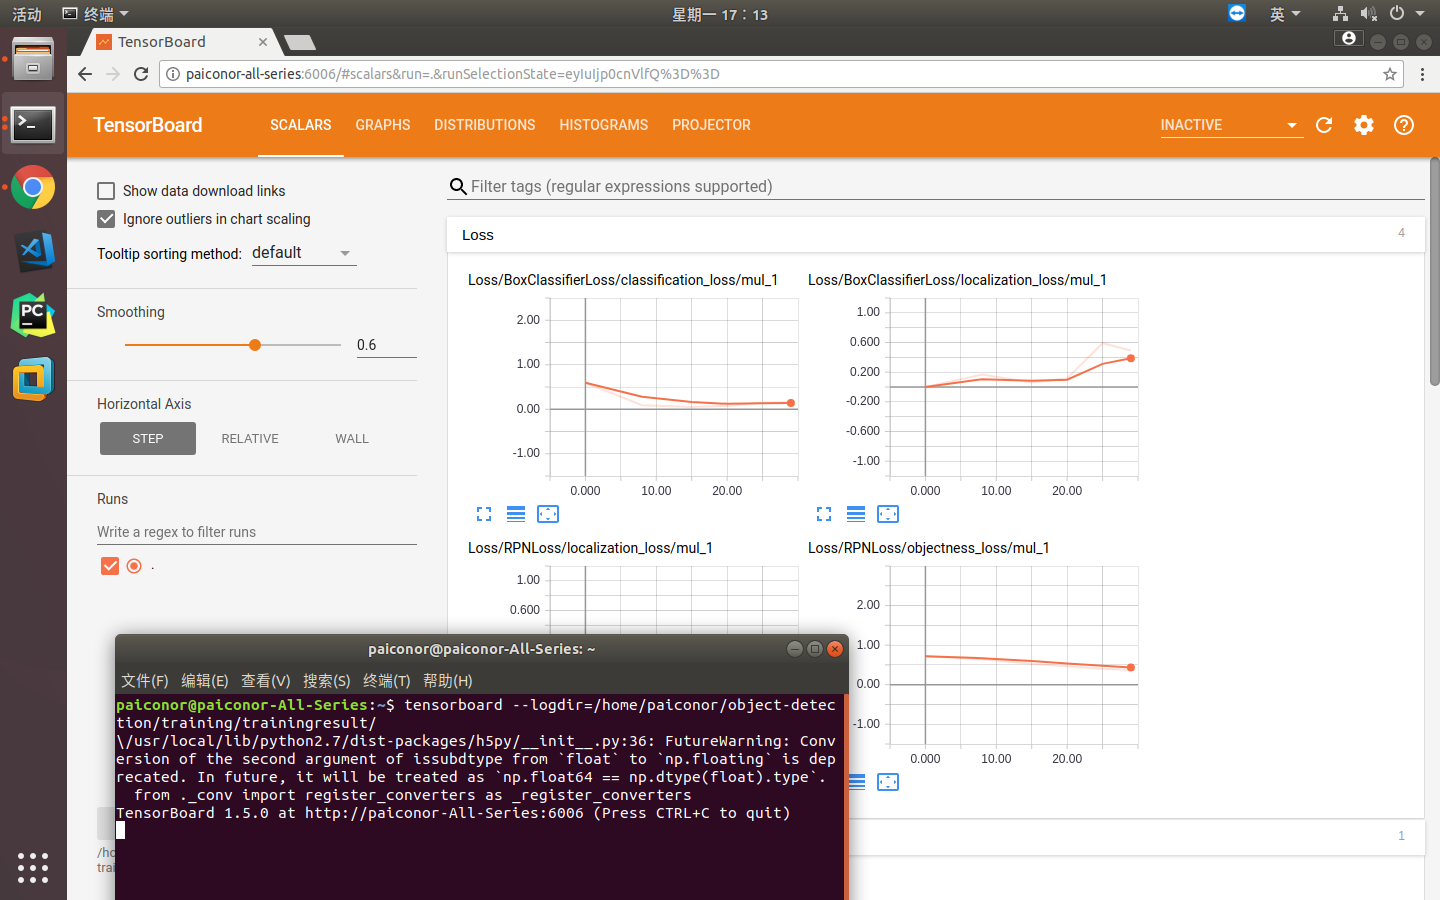 活动
终端
星期一 17：13
英
TensorBoard
paiconor-all-series:6006/#scalars&run=.&runSelectionState=eyIuIjp0cnVlfQ%3D%3D
TensorBoard
SCALARS
GRAPHS
DISTRIBUTIONS
HISTOGRAMS
PROJECTOR
INACTIVE
Show data download links
Ignore outliers in chart scaling
Tooltip sorting method: default
Smoothing
0.6
Horizontal Axis
STEP
RELATIVE
WALL
Runs
Write a regex to filter runs
.
Filter tags (regular expressions supported)
Loss
4
Loss/BoxClassifierLoss/classification_loss/mul_1
2.00
1.00
0.00
-1.00
0.000 10.00 20.00
Loss/BoxClassifierLoss/localization_loss/mul_1
1.00
0.600
0.200
-0.200
-0.600
-1.00
0.000 10.00 20.00
Loss/RPNLoss/localization_loss/mul_1
1.00
0.600
Loss/RPNLoss/objectness_loss/mul_1
2.00
1.00
0.00
-1.00
0.000 10.00 20.00
1
paiconor@paiconor-All-Series: ~
文件(F) 编辑(E) 查看(V) 搜索(S) 终端(T) 帮助(H)
paiconor@paiconor-All-Series:~$ tensorboard --logdir=/home/paiconor/object-detec
tion/training/trainingresult/
\/usr/local/lib/python2.7/dist-packages/h5py/__init__.py:36: FutureWarning: Conv
ersion of the second argument of issubdtype from `float` to `np.floating` is dep
recated. In future, it will be treated as `np.float64 == np.dtype(float).type`.
from ._conv import register_converters as _register_converters
TensorBoard 1.5.0 at http://paiconor-All-Series:6006 (Press CTRL+C to quit)
/ho
trai